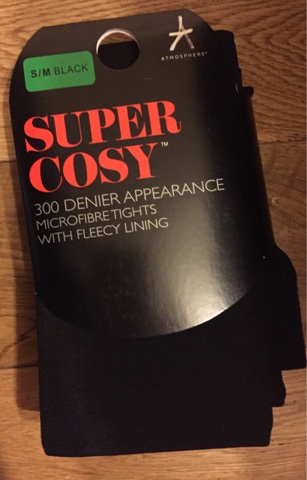 S/M BLACK
ATMOSPHERE®
SUPER
COSY™
300 DENIER APPEARANCE
MICROFIBRE TIGHTS
WITH FLEECY LINING